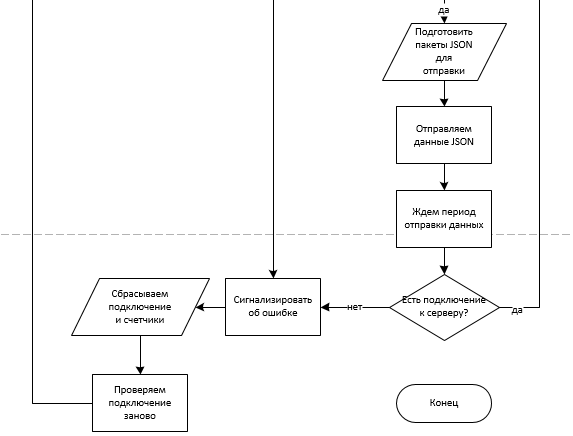 да
Подготовить
пакеты JSON
для
отправки
Отправляем
данные JSON
Ждем период
отправки данных
Есть подключение
к серверу?
да
нет
Сигнализировать
об ошибке
Сбрасываем
подключение
и счетчики
Проверяем
подключение
заново
Конец